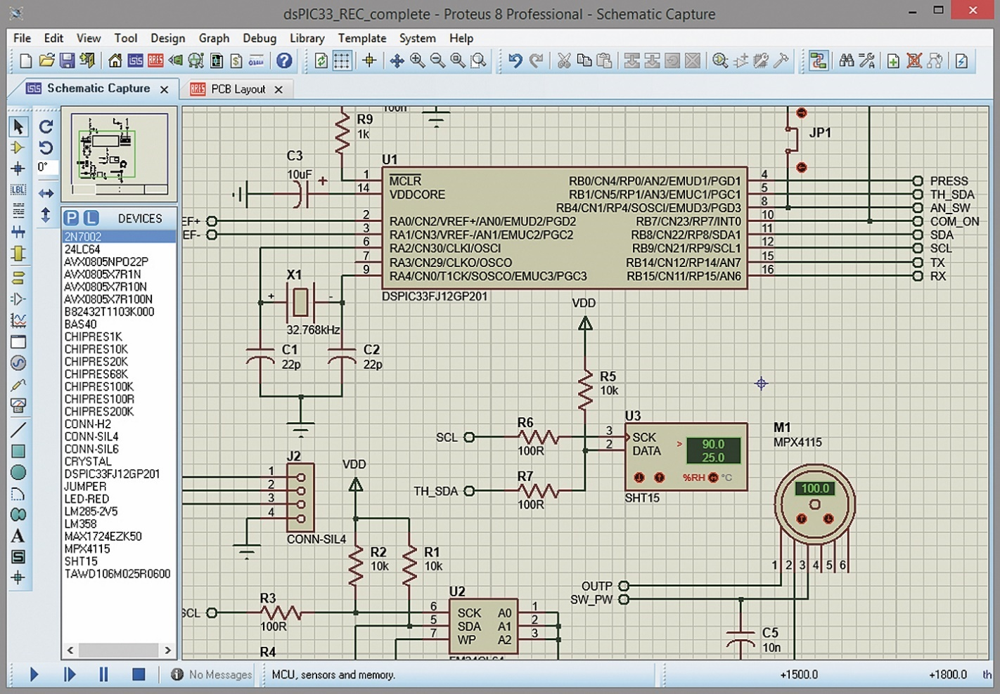 dsPIC33_REC_complete - Proteus 8 Professional - Schematic Capture
File Edit View Tool Design Graph Debug Library Template System Help
Schematic Capture
PCB Layout
0°
LBL
P L DEVICES
2N7002
24LC64
AVX0805NPO22P
AVX0805X7R1N
AVX0805X7R10N
AVX0805X7R100N
B82432T1103K000
BAS40
CHIPRES1K
CHIPRES10K
CHIPRES20K
CHIPRES68K
CHIPRES100K
CHIPRES100R
CHIPRES200K
CONN-H2
CONN-SIL4
CONN-SIL6
CRYSTAL
DSPIC33FJ12GP201
JUMPER
LED-RED
LM285-2V5
LM358
MAX1724EZK50
MPX4115
SHT15
TAWD106M025R0600
R9
1k
100n
JP1
C3
10uF
+
U1
1 MCLR
14 VDDCORE
2 RA0/CN2/VREF+/AN0/EMUD2/PGD2
3 RA1/CN3/VREF-/AN1/EMUC2/PGC2
6 RA2/CN30/CLKI/OSCI
7 RA3/CN29/CLKO/OSCO
9 RA4/CN0/T1CK/SOSCO/EMUC3/PGC3
RB0/CN4/RP0/AN2/EMUD1/PGD1 4 PRESS
RB1/CN5/RP1/AN3/EMUC1/PGC1 5 TH_SDA
RB4/CN1/RP4/SOSCI/EMUD3/PGD3 8 AN_SW
RB7/CN23/RP7/INT0 10 COM_ON
RB8/CN22/RP8/SDA1 11 SDA
RB9/CN21/RP9/SCL1 12 SCL
RB14/CN12/RP14/AN7 15 TX
RB15/CN11/RP15/AN6 16 RX
DSPIC33FJ12GP201
EF+
EF-
X1
+ -
32.768kHz
C1
22p
C2
22p
VDD
R5
10k
SCL
R6
100R
TH_SDA
R7
100R
U3
3 SCK
2 DATA
> 90.0
25.0
%RH °C
SHT15
M1
MPX4115
100.0
1 2 3 4 5 6
J2
1
2
3
4
CONN-SIL4
VDD
R2
10k
R1
10k
OUTP
SW_PW
C5
10n
SCL
R3
100R
R4
U2
6 SCK A0 1
5 SDA A1 2
7 WP A2 3
No Messages
MCU, sensors and memory.
+1500.0
+1800.0
th